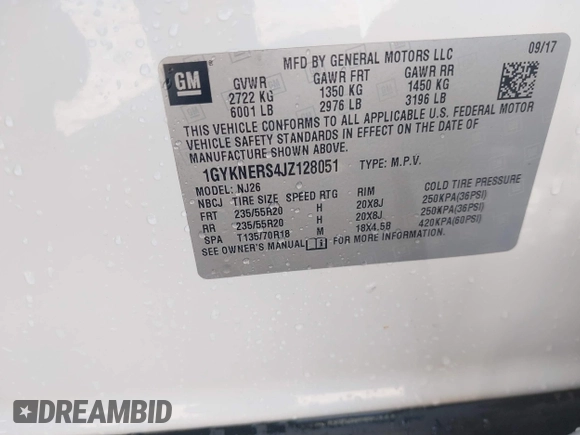 MFD BY GENERAL MOTORS LLC
09/17
GM
GVWR GAWR FRT GAWR RR
2722 KG 1350 KG 1450 KG
6001 LB 2976 LB 3196 LB
THIS VEHICLE CONFORMS TO ALL APPLICABLE U.S. FEDERAL MOTOR
VEHICLE SAFETY STANDARDS IN EFFECT ON THE DATE OF
MANUFACTURE SHOWN ABOVE.
1GYKNERS4JZ128051 TYPE: M.P.V.
MODEL: NJ26
NBCJ TIRE SIZE SPEED RTG RIM COLD TIRE PRESSURE
FRT 235/55R20 H 20X8J 250KPA(36PSI)
RR 235/55R20 H 20X8J 250KPA(36PSI)
SPA T135/70R18 M 18X4.5B 420KPA(60PSI)
SEE OWNER'S MANUAL FOR MORE INFORMATION.
DREAMBID